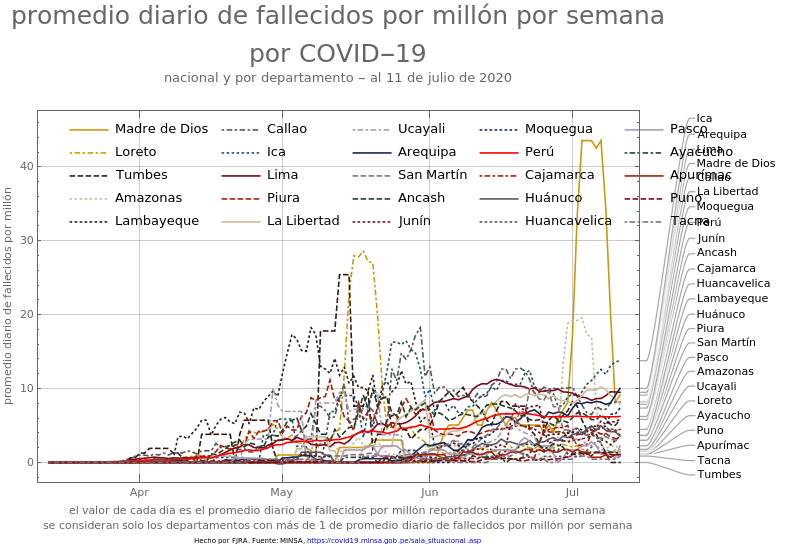 promedio diario de fallecidos por millón por semana
por COVID‒19
nacional y por departamento ‒ al 11 de julio de 2020
Madre de Dios Callao Ucayali Moquegua Pasco
Loreto Ica Arequipa Perú Ayacucho
Tumbes Lima San Martín Cajamarca Apurímac
Amazonas Piura Ancash Huánuco Puno
Lambayeque La Libertad Junín Huancavelica Tacna
promedio diario de fallecidos por millón
40
30
20
10
0
Apr May Jun Jul
Ica
Arequipa
Lima
Madre de Dios
Callao
La Libertad
Moquegua
Perú
Junín
Ancash
Cajamarca
Huancavelica
Lambayeque
Huánuco
Piura
San Martín
Pasco
Amazonas
Ucayali
Loreto
Ayacucho
Puno
Apurímac
Tacna
Tumbes
el valor de cada día es el promedio diario de fallecidos por millón reportados durante una semana
se consideran solo los departamentos con más de 1 de promedio diario de fallecidos por millón por semana
Hecho por FJRA. Fuente: MINSA, https://covid19.minsa.gob.pe/sala_situacional .asp